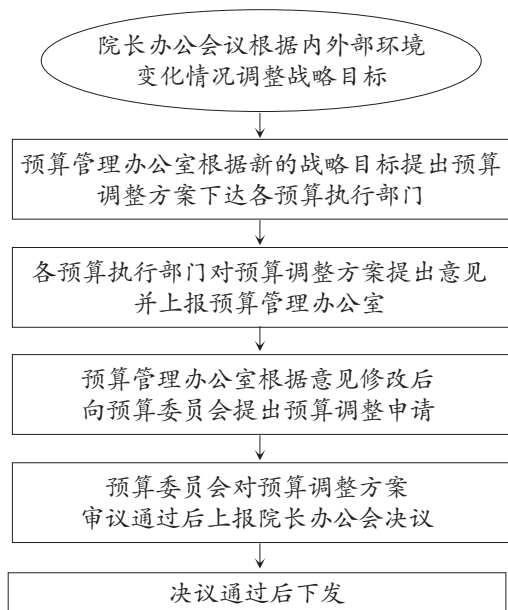 院长办公会议根据内外部环境
变化情况调整战略目标
预算管理办公室根据新的战略目标提出预算
调整方案下达各预算执行部门
各预算执行部门对预算调整方案提出意见
并上报预算管理办公室
预算管理办公室根据意见修改后
向预算委员会提出预算调整申请
预算委员会对预算调整方案
审议通过后上报院长办公会决议
决议通过后下发